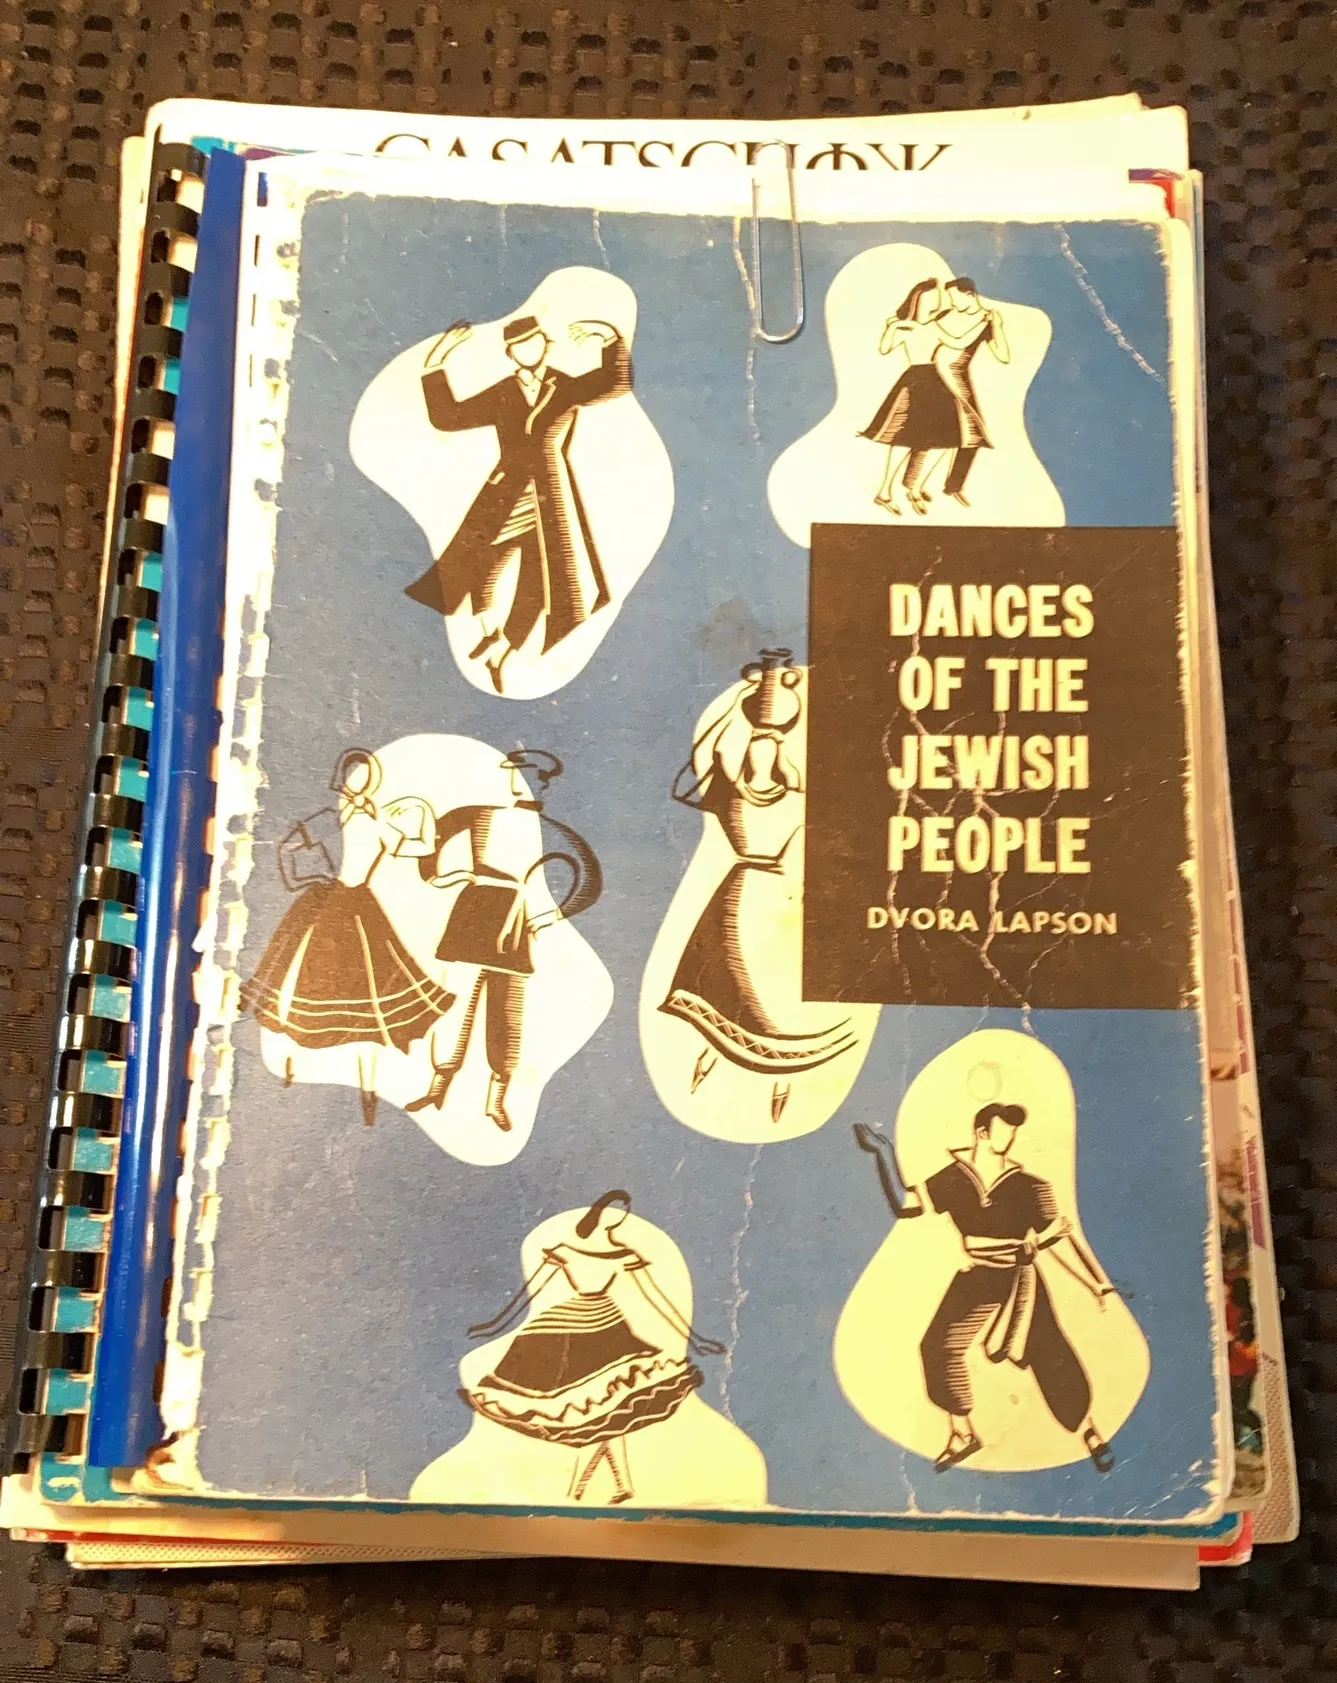 DANCES
OF THE
JEWISH
PEOPLE
DVORA LAPSON